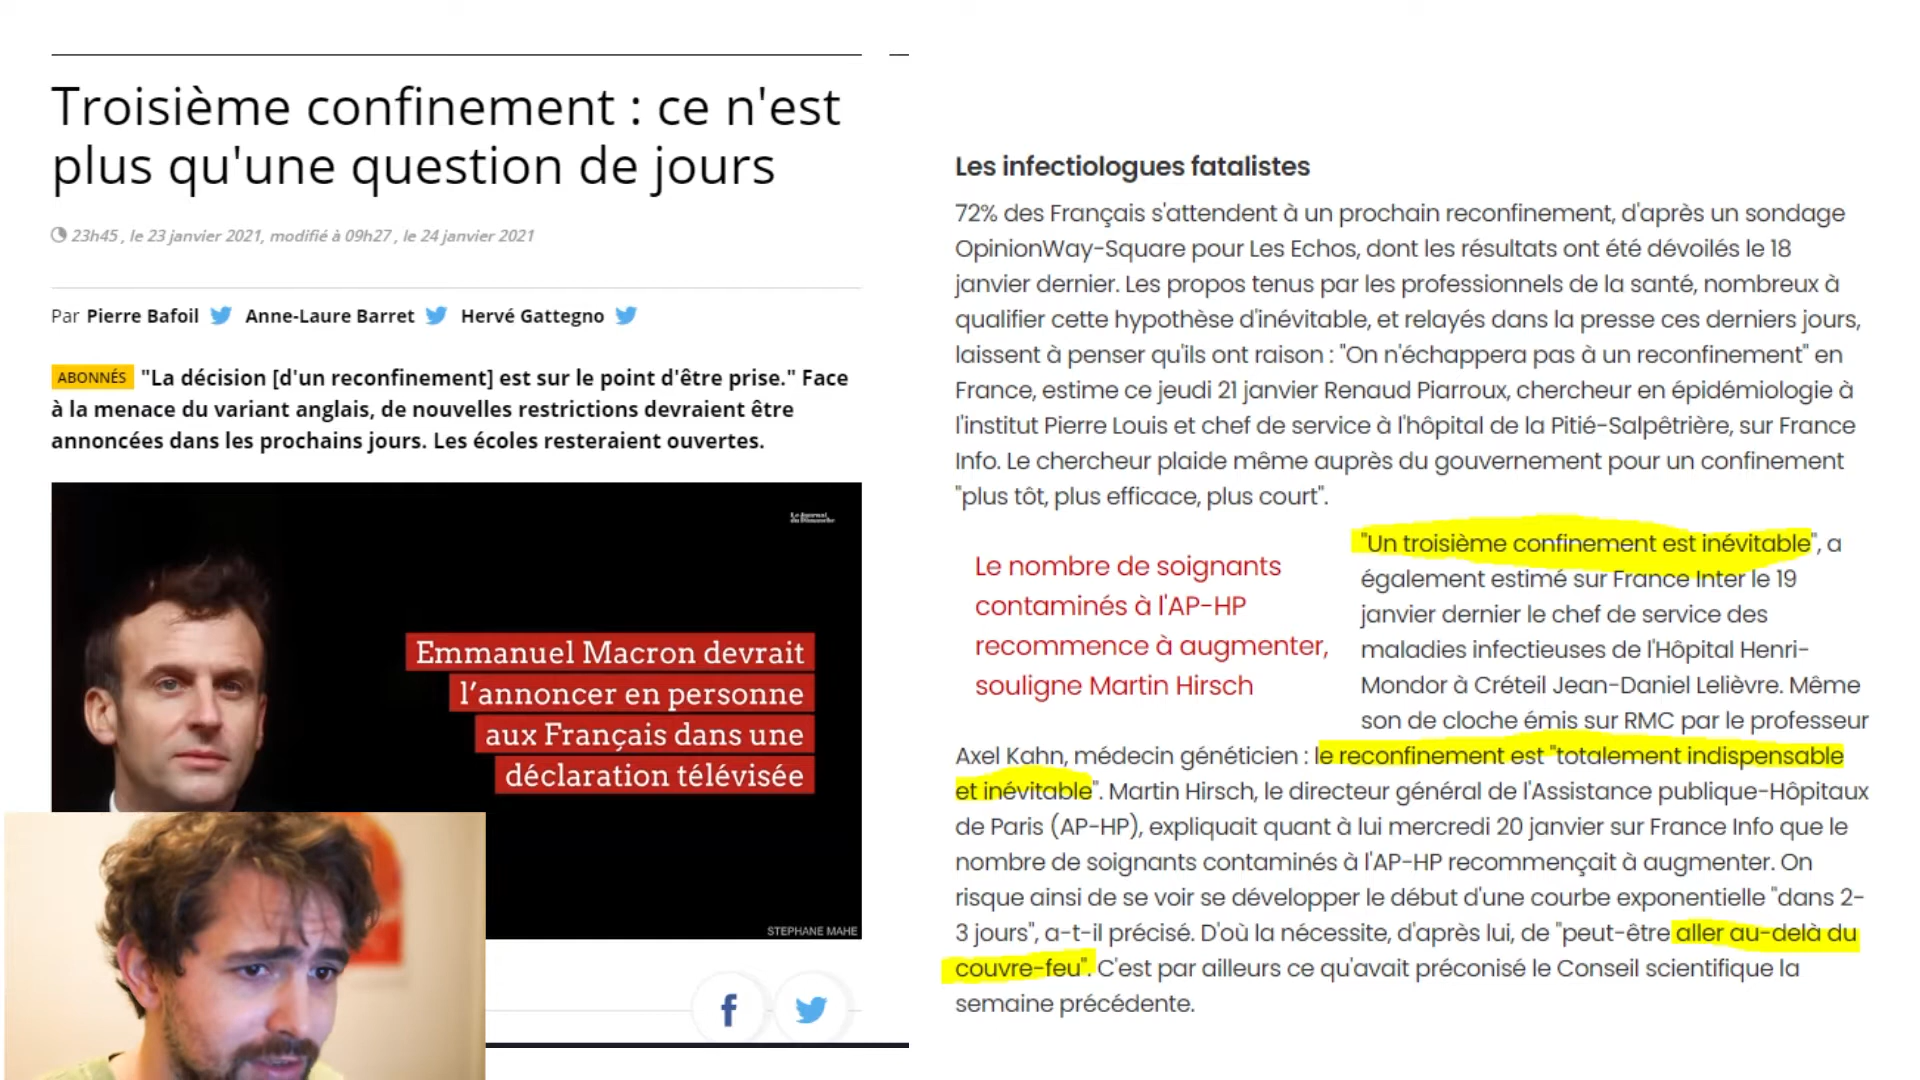 Troisième confinement : ce n'est
plus qu'une question de jours
23h45 , le 23 janvier 2021, modifié à 09h27 , le 24 janvier 2021
Par Pierre Bafoil Anne-Laure Barret Hervé Gattegno
ABONNÉS "La décision [d'un reconfinement] est sur le point d'être prise." Face
à la menace du variant anglais, de nouvelles restrictions devraient être
annoncées dans les prochains jours. Les écoles resteraient ouvertes.
Le Journal
du Dimanche
Emmanuel Macron devrait
l'annoncer en personne
aux Français dans une
déclaration télévisée
STEPHANE MAHE
Les infectiologues fatalistes
72% des Français s'attendent à un prochain reconfinement, d'après un sondage
OpinionWay-Square pour Les Echos, dont les résultats ont été dévoilés le 18
janvier dernier. Les propos tenus par les professionnels de la santé, nombreux à
qualifier cette hypothèse d'inévitable, et relayés dans la presse ces derniers jours,
laissent à penser qu'ils ont raison : "On n'échappera pas à un reconfinement" en
France, estime ce jeudi 21 janvier Renaud Piarroux, chercheur en épidémiologie à
l'institut Pierre Louis et chef de service à l'hôpital de la Pitié-Salpêtrière, sur France
Info. Le chercheur plaide même auprès du gouvernement pour un confinement
"plus tôt, plus efficace, plus court".
Le nombre de soignants
contaminés à l'AP-HP
recommence à augmenter,
souligne Martin Hirsch
"Un troisième confinement est inévitable", a
également estimé sur France Inter le 19
janvier dernier le chef de service des
maladies infectieuses de l'Hôpital Henri-
Mondor à Créteil Jean-Daniel Lelièvre. Même
son de cloche émis sur RMC par le professeur
Axel Kahn, médecin généticien : le reconfinement est "totalement indispensable
et inévitable". Martin Hirsch, le directeur général de l'Assistance publique-Hôpitaux
de Paris (AP-HP), expliquait quant à lui mercredi 20 janvier sur France Info que le
nombre de soignants contaminés à l'AP-HP recommençait à augmenter. On
risque ainsi de se voir se développer le début d'une courbe exponentielle "dans 2-
3 jours", a-t-il précisé. D'où la nécessite, d'après lui, de "peut-être aller au-delà du
couvre-feu". C'est par ailleurs ce qu'avait préconisé le Conseil scientifique la
semaine précédente.